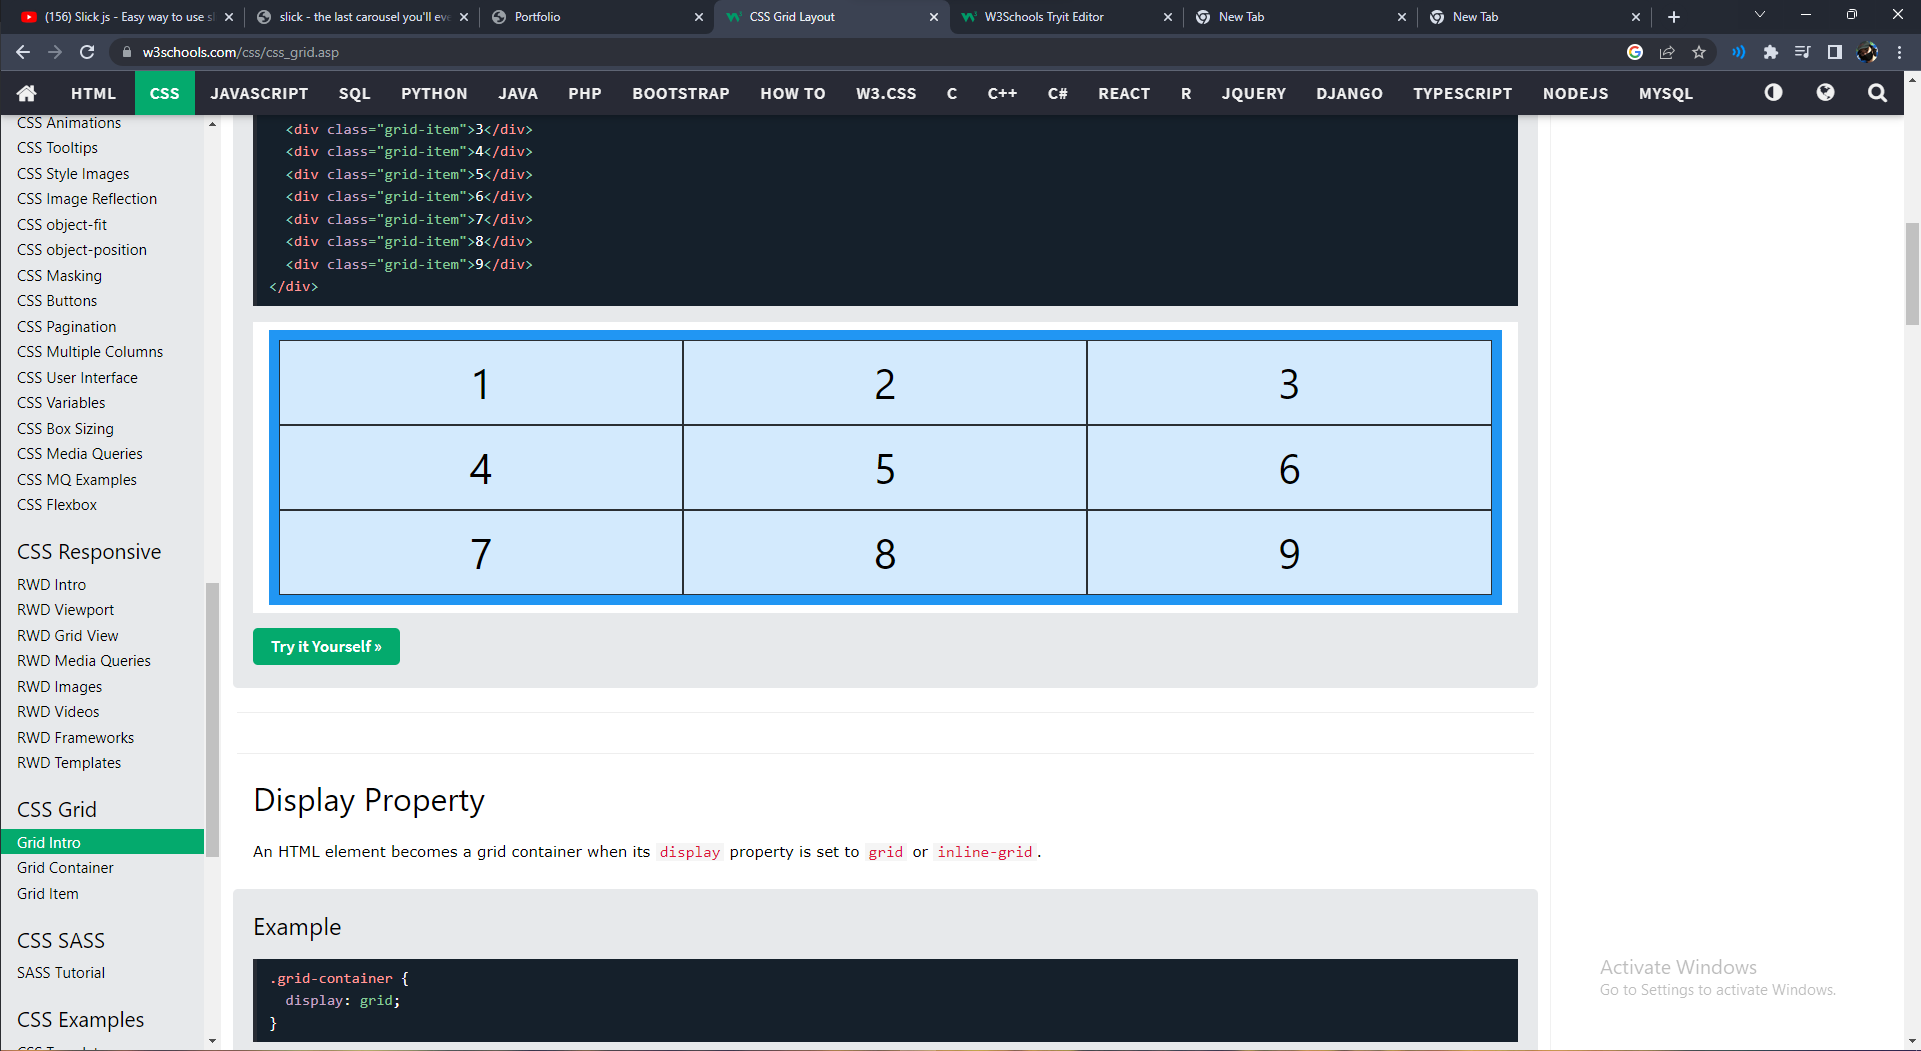 (156) Slick js - Easy way to use sl
slick - the last carousel you'll eve
Portfolio
CSS Grid Layout
W3Schools Tryit Editor
New Tab
New Tab
w3schools.com/css/css_grid.asp
HTML CSS JAVASCRIPT SQL PYTHON JAVA PHP BOOTSTRAP HOW TO W3.CSS C C++ C# REACT R JQUERY DJANGO TYPESCRIPT NODEJS MYSQL
CSS Animations
CSS Tooltips
CSS Style Images
CSS Image Reflection
CSS object-fit
CSS object-position
CSS Masking
CSS Buttons
CSS Pagination
CSS Multiple Columns
CSS User Interface
CSS Variables
CSS Box Sizing
CSS Media Queries
CSS MQ Examples
CSS Flexbox
CSS Responsive
RWD Intro
RWD Viewport
RWD Grid View
RWD Media Queries
RWD Images
RWD Videos
RWD Frameworks
RWD Templates
CSS Grid
Grid Intro
Grid Container
Grid Item
CSS SASS
SASS Tutorial
CSS Examples
<div class="grid-item">3</div>
<div class="grid-item">4</div>
<div class="grid-item">5</div>
<div class="grid-item">6</div>
<div class="grid-item">7</div>
<div class="grid-item">8</div>
<div class="grid-item">9</div>
</div>
1 2 3
4 5 6
7 8 9
Try it Yourself »
Display Property
An HTML element becomes a grid container when its display property is set to grid or inline-grid.
Example
.grid-container {
display: grid;
}
Activate Windows
Go to Settings to activate Windows.